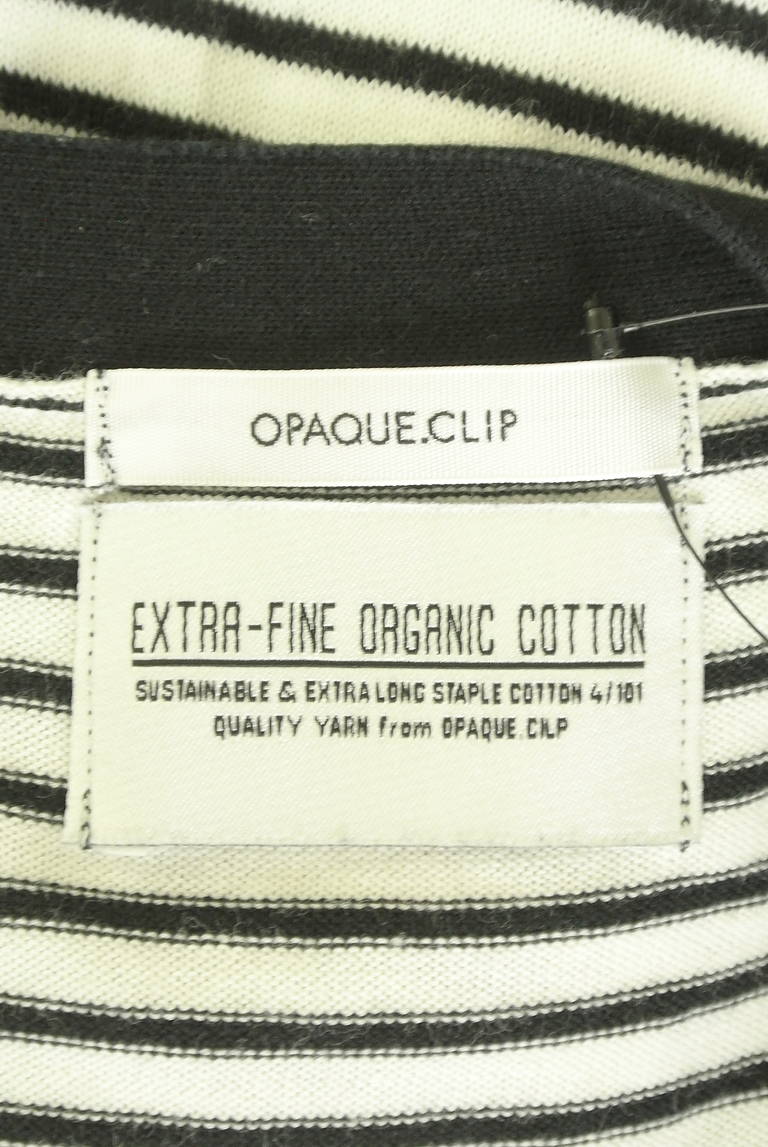 OPAQUE.CLIP
EXTRA-FINE ORGANIC COTTON
SUSTAINABLE & EXTRA LONG STAPLE COTTON 4/101
QUALITY YARN from OPAQUE.CILP